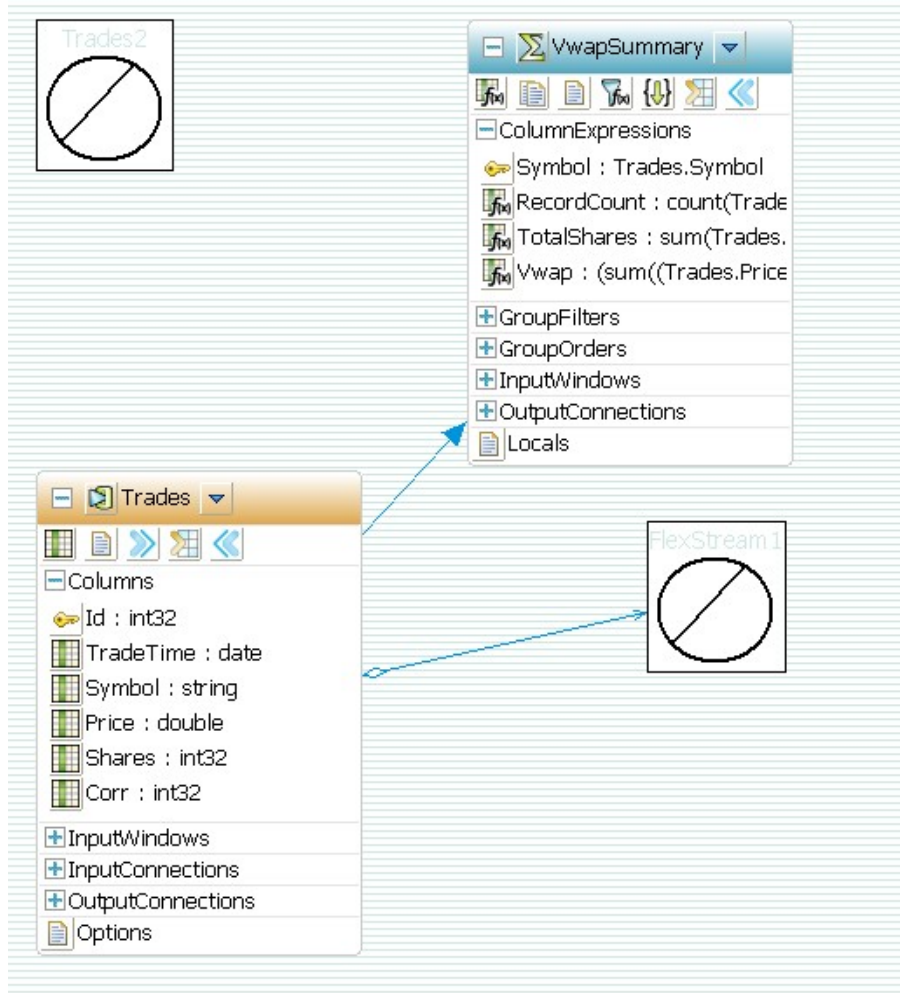 Trades2
VwapSummary
ColumnExpressions
Symbol : Trades.Symbol
RecordCount : count(Trade
TotalShares : sum(Trades.
Vwap : (sum((Trades.Price
GroupFilters
GroupOrders
InputWindows
OutputConnections
Locals
Trades
Columns
Id : int32
TradeTime : date
Symbol : string
Price : double
Shares : int32
Corr : int32
InputWindows
InputConnections
OutputConnections
Options
FlexStream1